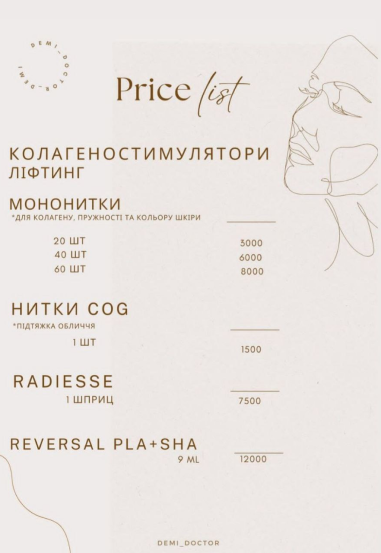 DEMI_DOCTOR_DEMI
Price list
КОЛАГЕНОСТИМУЛЯТОРИ
ЛІФТИНГ
МОНОНИТКИ
*ДЛЯ КОЛАГЕНУ, ПРУЖНОСТІ ТА КОЛЬОРУ ШКІРИ
20 ШТ 3000
40 ШТ 6000
60 ШТ 8000
НИТКИ COG
*ПІДТЯЖКА ОБЛИЧЧЯ
1 ШТ 1500
RADIESSE
1 ШПРИЦ 7500
REVERSAL PLA+SHA
9 ML 12000
DEMI_DOCTOR